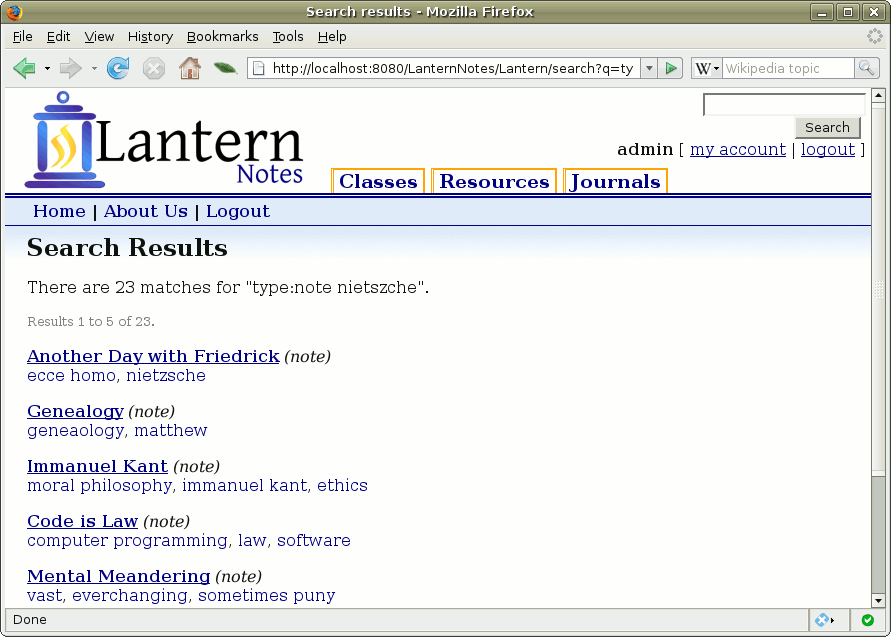 Search results - Mozilla Firefox
File Edit View History Bookmarks Tools Help
http://localhost:8080/LanternNotes/Lantern/search?q=ty W Wikipedia topic
Search
admin [ my account | logout ]
Lantern
Notes
Classes Resources Journals
Home | About Us | Logout
Search Results
There are 23 matches for "type:note nietszche".
Results 1 to 5 of 23.
Another Day with Friedrick (note)
ecce homo, nietzsche
Genealogy (note)
geneaology, matthew
Immanuel Kant (note)
moral philosophy, immanuel kant, ethics
Code is Law (note)
computer programming, law, software
Mental Meandering (note)
vast, everchanging, sometimes puny
Done